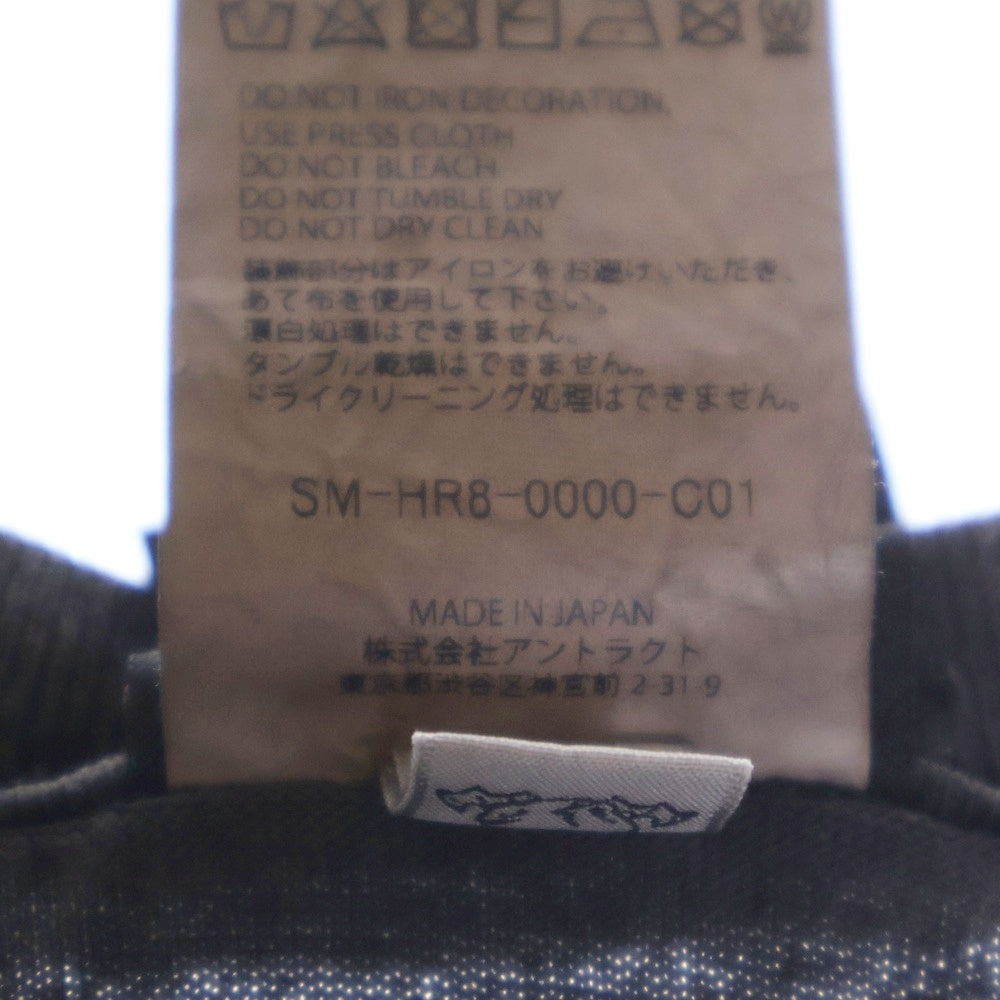 DO NOT IRON DECORATION,
USE PRESS CLOTH
DO NOT BLEACH
DO NOT TUMBLE DRY
DO NOT DRY CLEAN
装飾部分はアイロンをお避けいただき、
あて布を使用して下さい。
漂白処理はできません。
タンブル乾燥はできません。
ドライクリーニング処理はできません。
SM-HR8-0000-C01
MADE IN JAPAN
株式会社アントラクト
東京都渋谷区神宮前 2-31-9